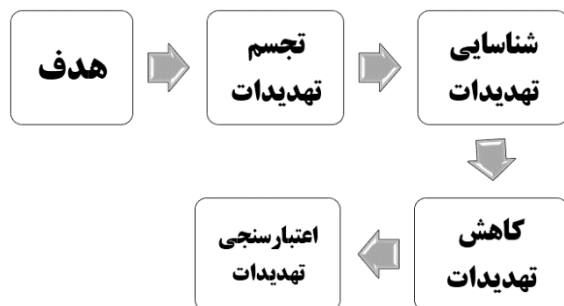 هدف
تجسم
تهدیدات
شناسایی
تهدیدات
کاهش
تهدیدات
اعتبارسنجی
تهدیدات